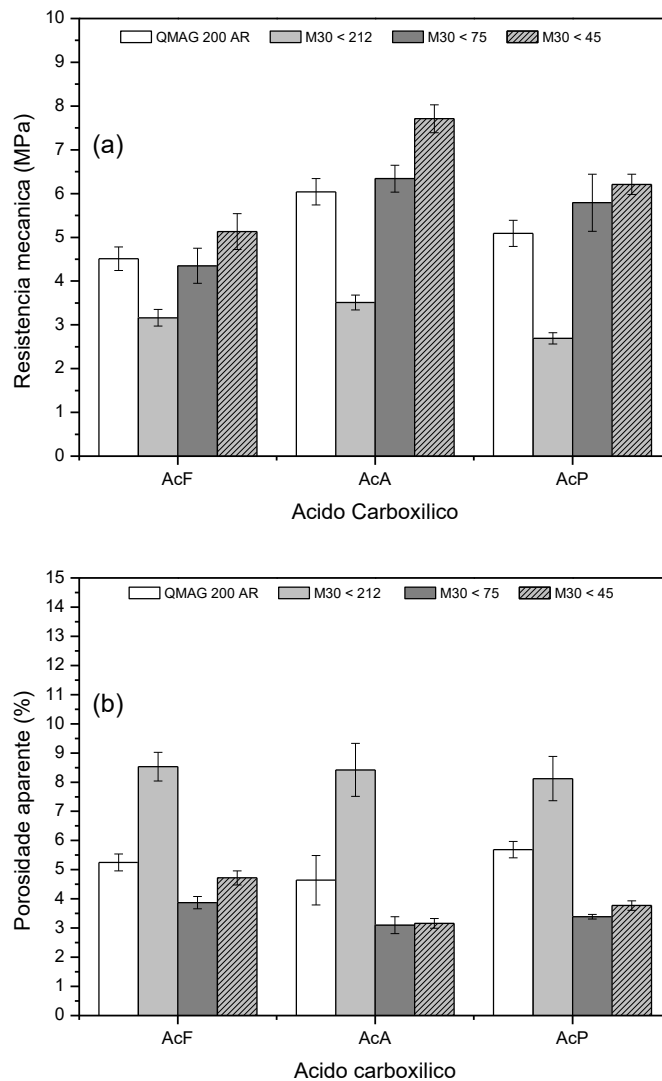 10
QMAG 200 AR M30 < 212 M30 < 75 M30 < 45
9
8
(a)
7
6
5
4
3
2
1
0
Resistencia mecanica (MPa)
AcF AcA AcP
Acido Carboxilico
15
QMAG 200 AR M30 < 212 M30 < 75 M30 < 45
14
13
12
11
(b)
10
9
8
7
6
5
4
3
2
1
0
Porosidade aparente (%)
AcF AcA AcP
Acido carboxilico